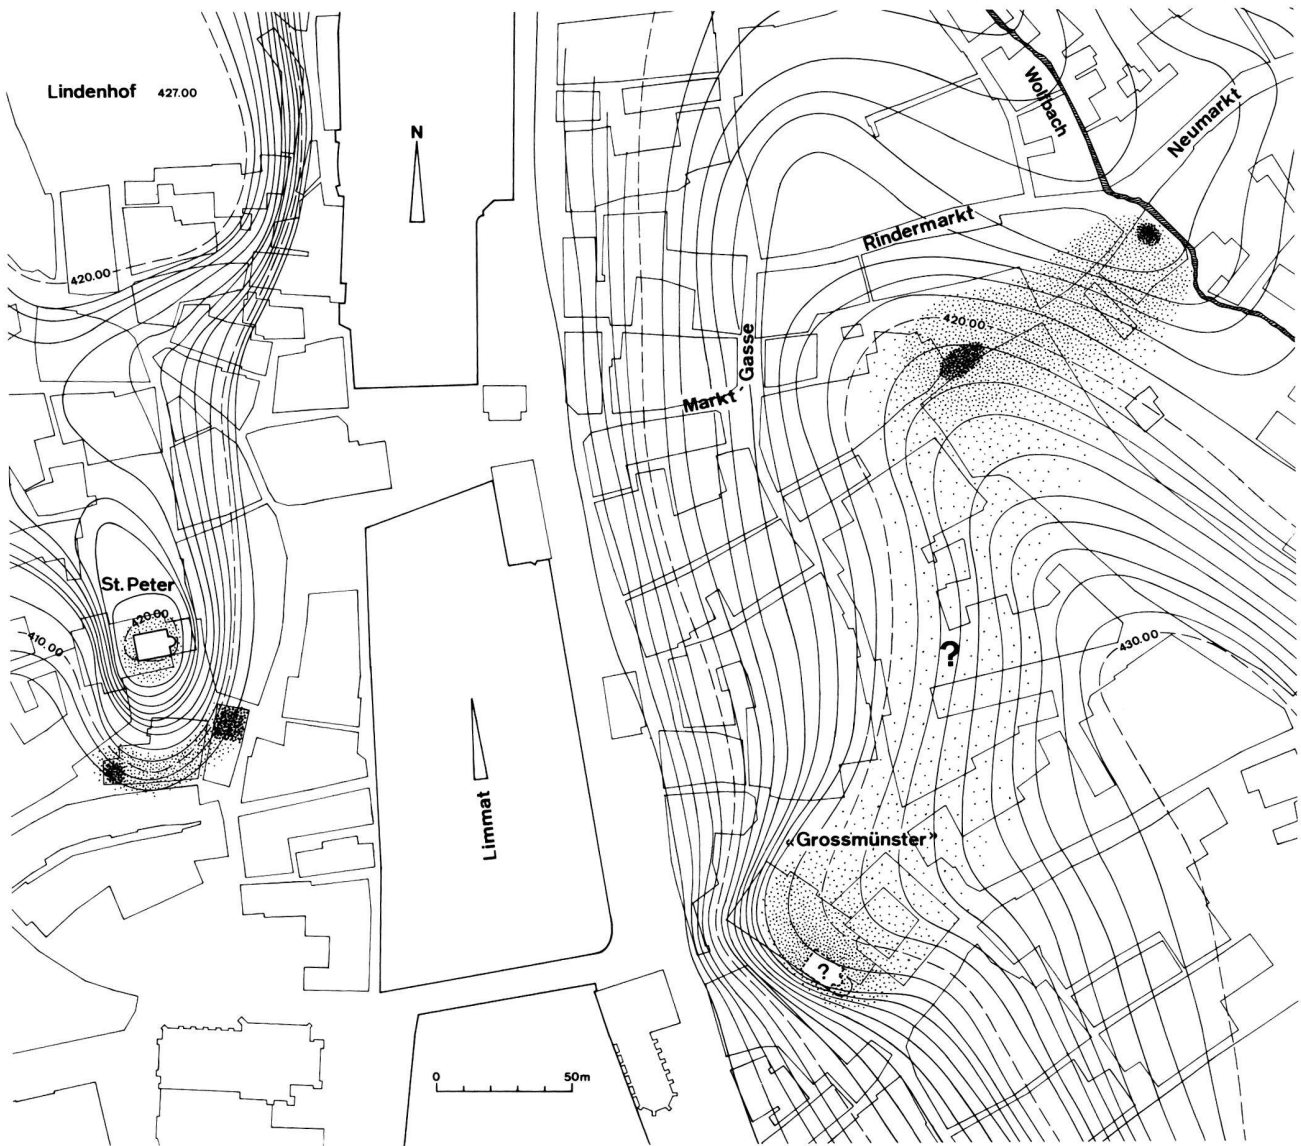 Lindenhof 427.00
N
Wolfbach
Neumarkt
Rindermarkt
420.00
420.00
Markt-Gasse
St. Peter
420.00
410.00
?
430.00
Limmat
«Grossmünster»
?
0 50m